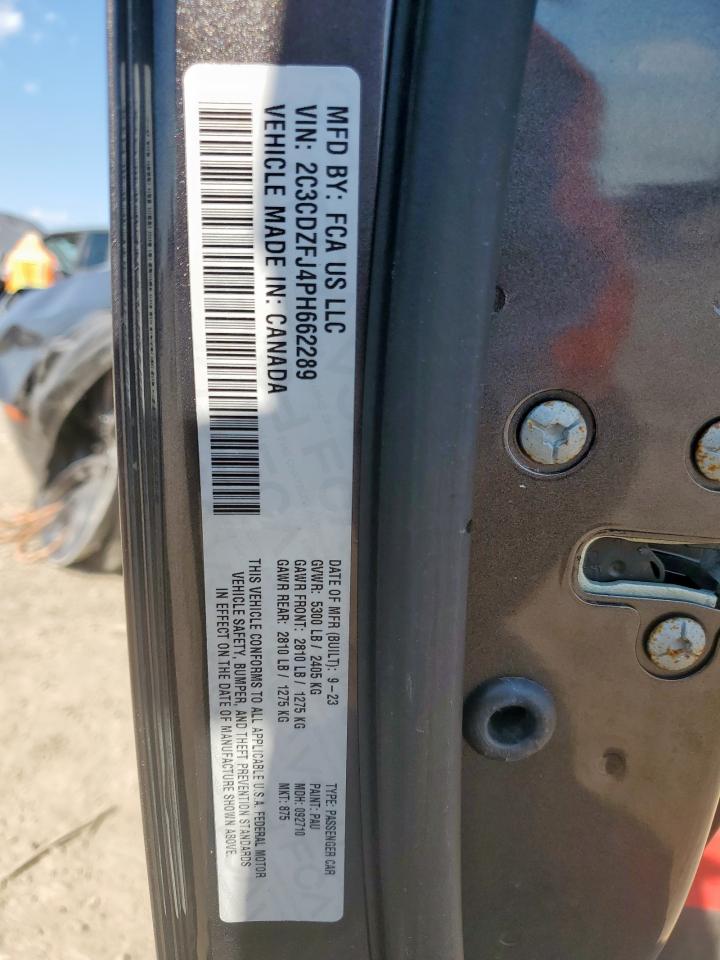 MFD BY: FCA US LLC
VIN: 2C3CDZFJ4PH662289
VEHICLE MADE IN: CANADA
DATE OF MFR (BUILT): 9-23
GVWR: 5300 LB / 2405 KG
GAWR FRONT: 2810 LB / 1275 KG
GAWR REAR: 2810 LB / 1275 KG
TYPE: PASSENGER CAR
PAINT: PAU
MDH: 092710
MKT: 875
THIS VEHICLE CONFORMS TO ALL APPLICABLE U.S.A. FEDERAL MOTOR
VEHICLE SAFETY, BUMPER, AND THEFT PREVENTION STANDARDS
IN EFFECT ON THE DATE OF MANUFACTURE SHOWN ABOVE.